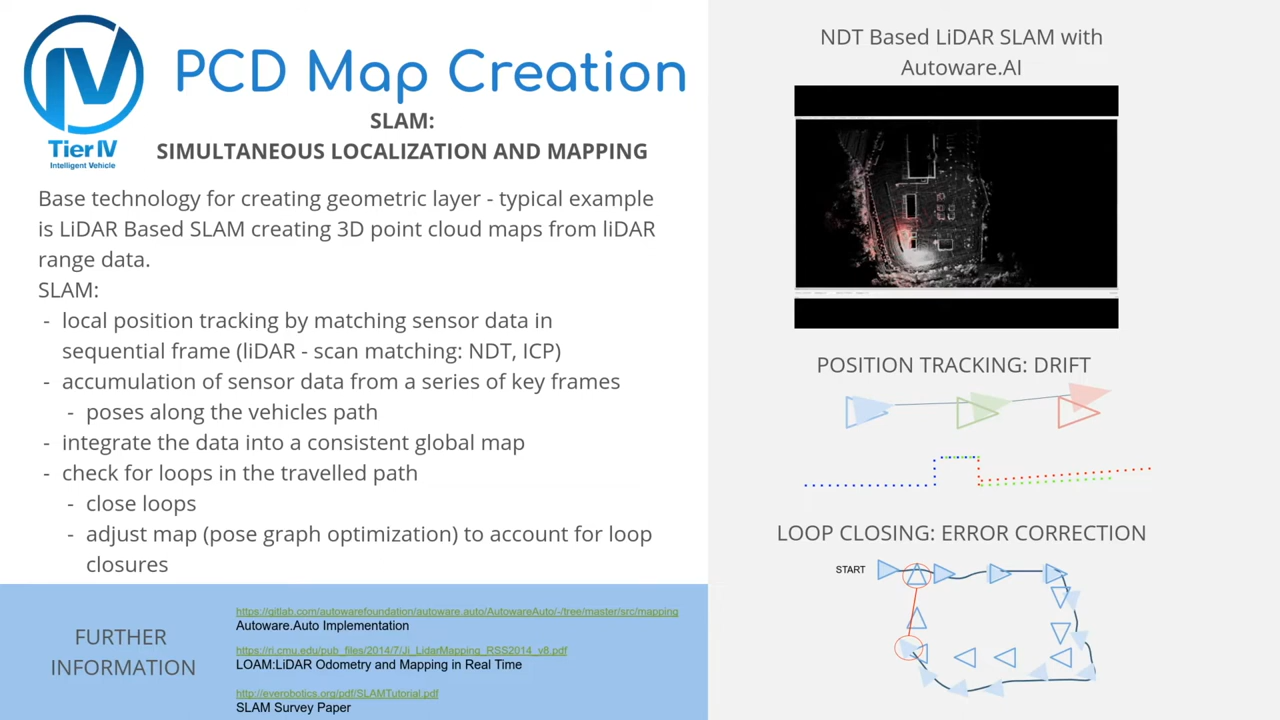 Tier IV
Intelligent Vehicle
PCD Map Creation
SLAM:
SIMULTANEOUS LOCALIZATION AND MAPPING
Base technology for creating geometric layer - typical example
is LiDAR Based SLAM creating 3D point cloud maps from liDAR
range data.
SLAM:
- local position tracking by matching sensor data in
sequential frame (liDAR - scan matching: NDT, ICP)
- accumulation of sensor data from a series of key frames
- poses along the vehicles path
- integrate the data into a consistent global map
- check for loops in the travelled path
- close loops
- adjust map (pose graph optimization) to account for loop
closures
FURTHER
INFORMATION
https://gitlab.com/autowarefoundation/autoware.auto/AutowareAuto/-/tree/master/src/mapping
Autoware.Auto Implementation
https://ri.cmu.edu/pub_files/2014/7/Ji_LidarMapping_RSS2014_v8.pdf
LOAM:LiDAR Odometry and Mapping in Real Time
http://everobotics.org/pdf/SLAMTutorial.pdf
SLAM Survey Paper
NDT Based LiDAR SLAM with
Autoware.AI
POSITION TRACKING: DRIFT
LOOP CLOSING: ERROR CORRECTION
START